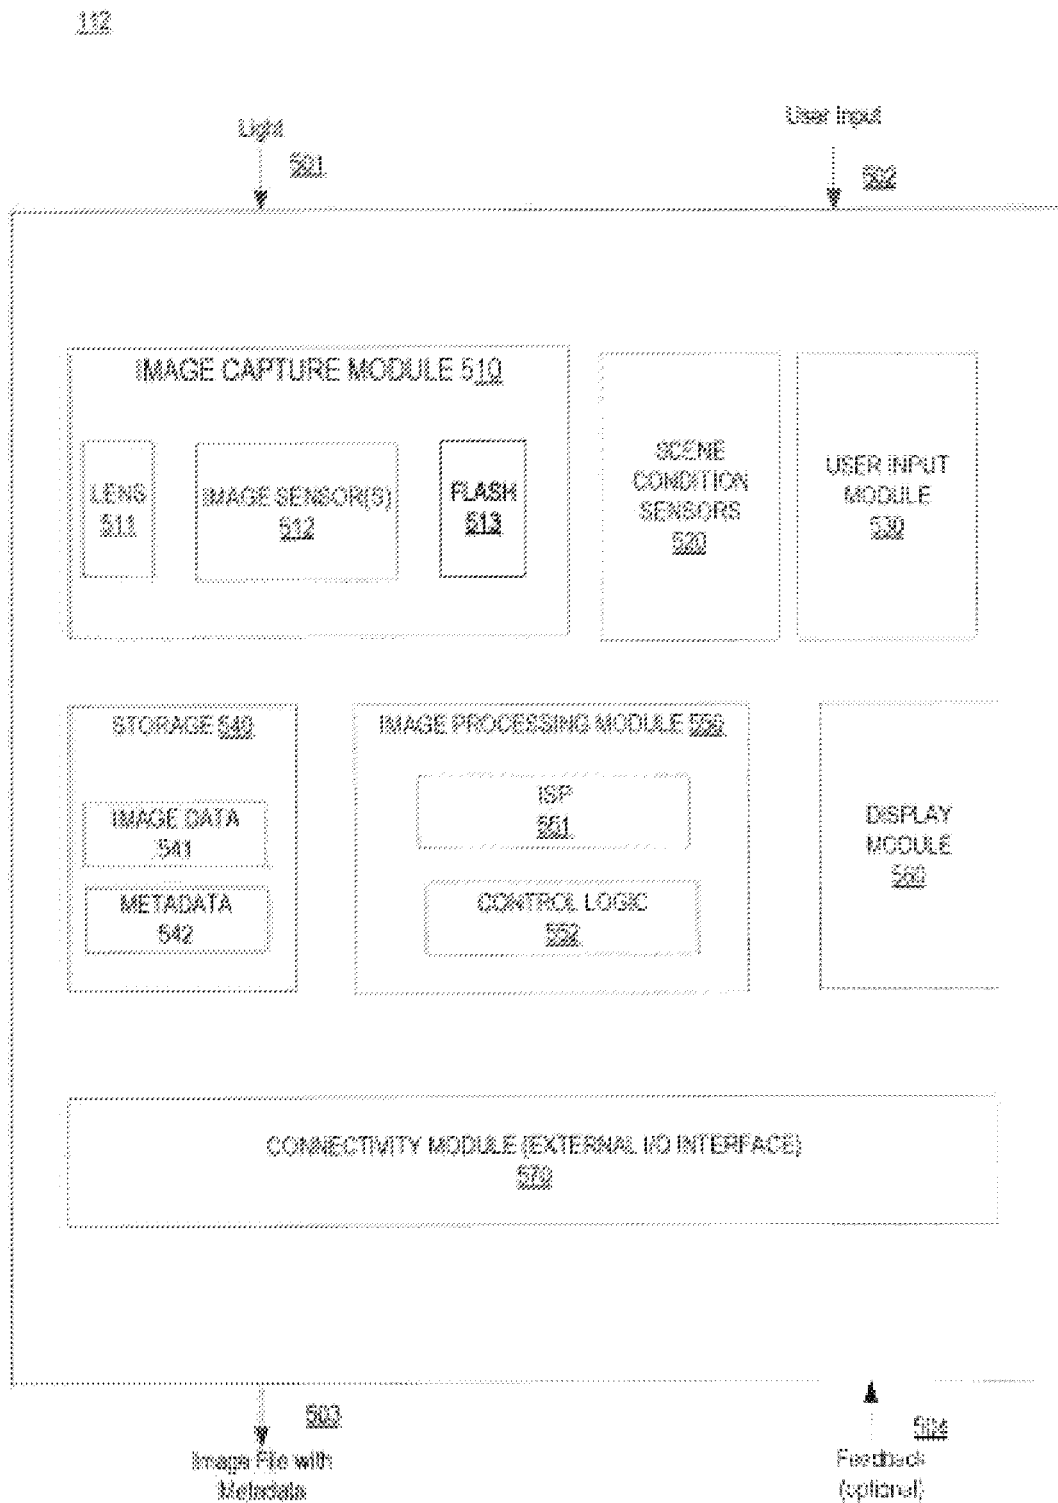 112
Light
501
User Input
502
IMAGE CAPTURE MODULE 510
LENS
511
IMAGE SENSOR(S)
512
FLASH
513
SCENE
CONDITION
SENSORS
520
USER INPUT
MODULE
530
STORAGE 540
IMAGE DATA
541
METADATA
542
IMAGE PROCESSING MODULE 550
ISP
551
CONTROL LOGIC
552
DISPLAY
MODULE
560
CONNECTIVITY MODULE (EXTERNAL I/O INTERFACE)
570
503
Image File with
Metadata
504
Feedback
(optional)